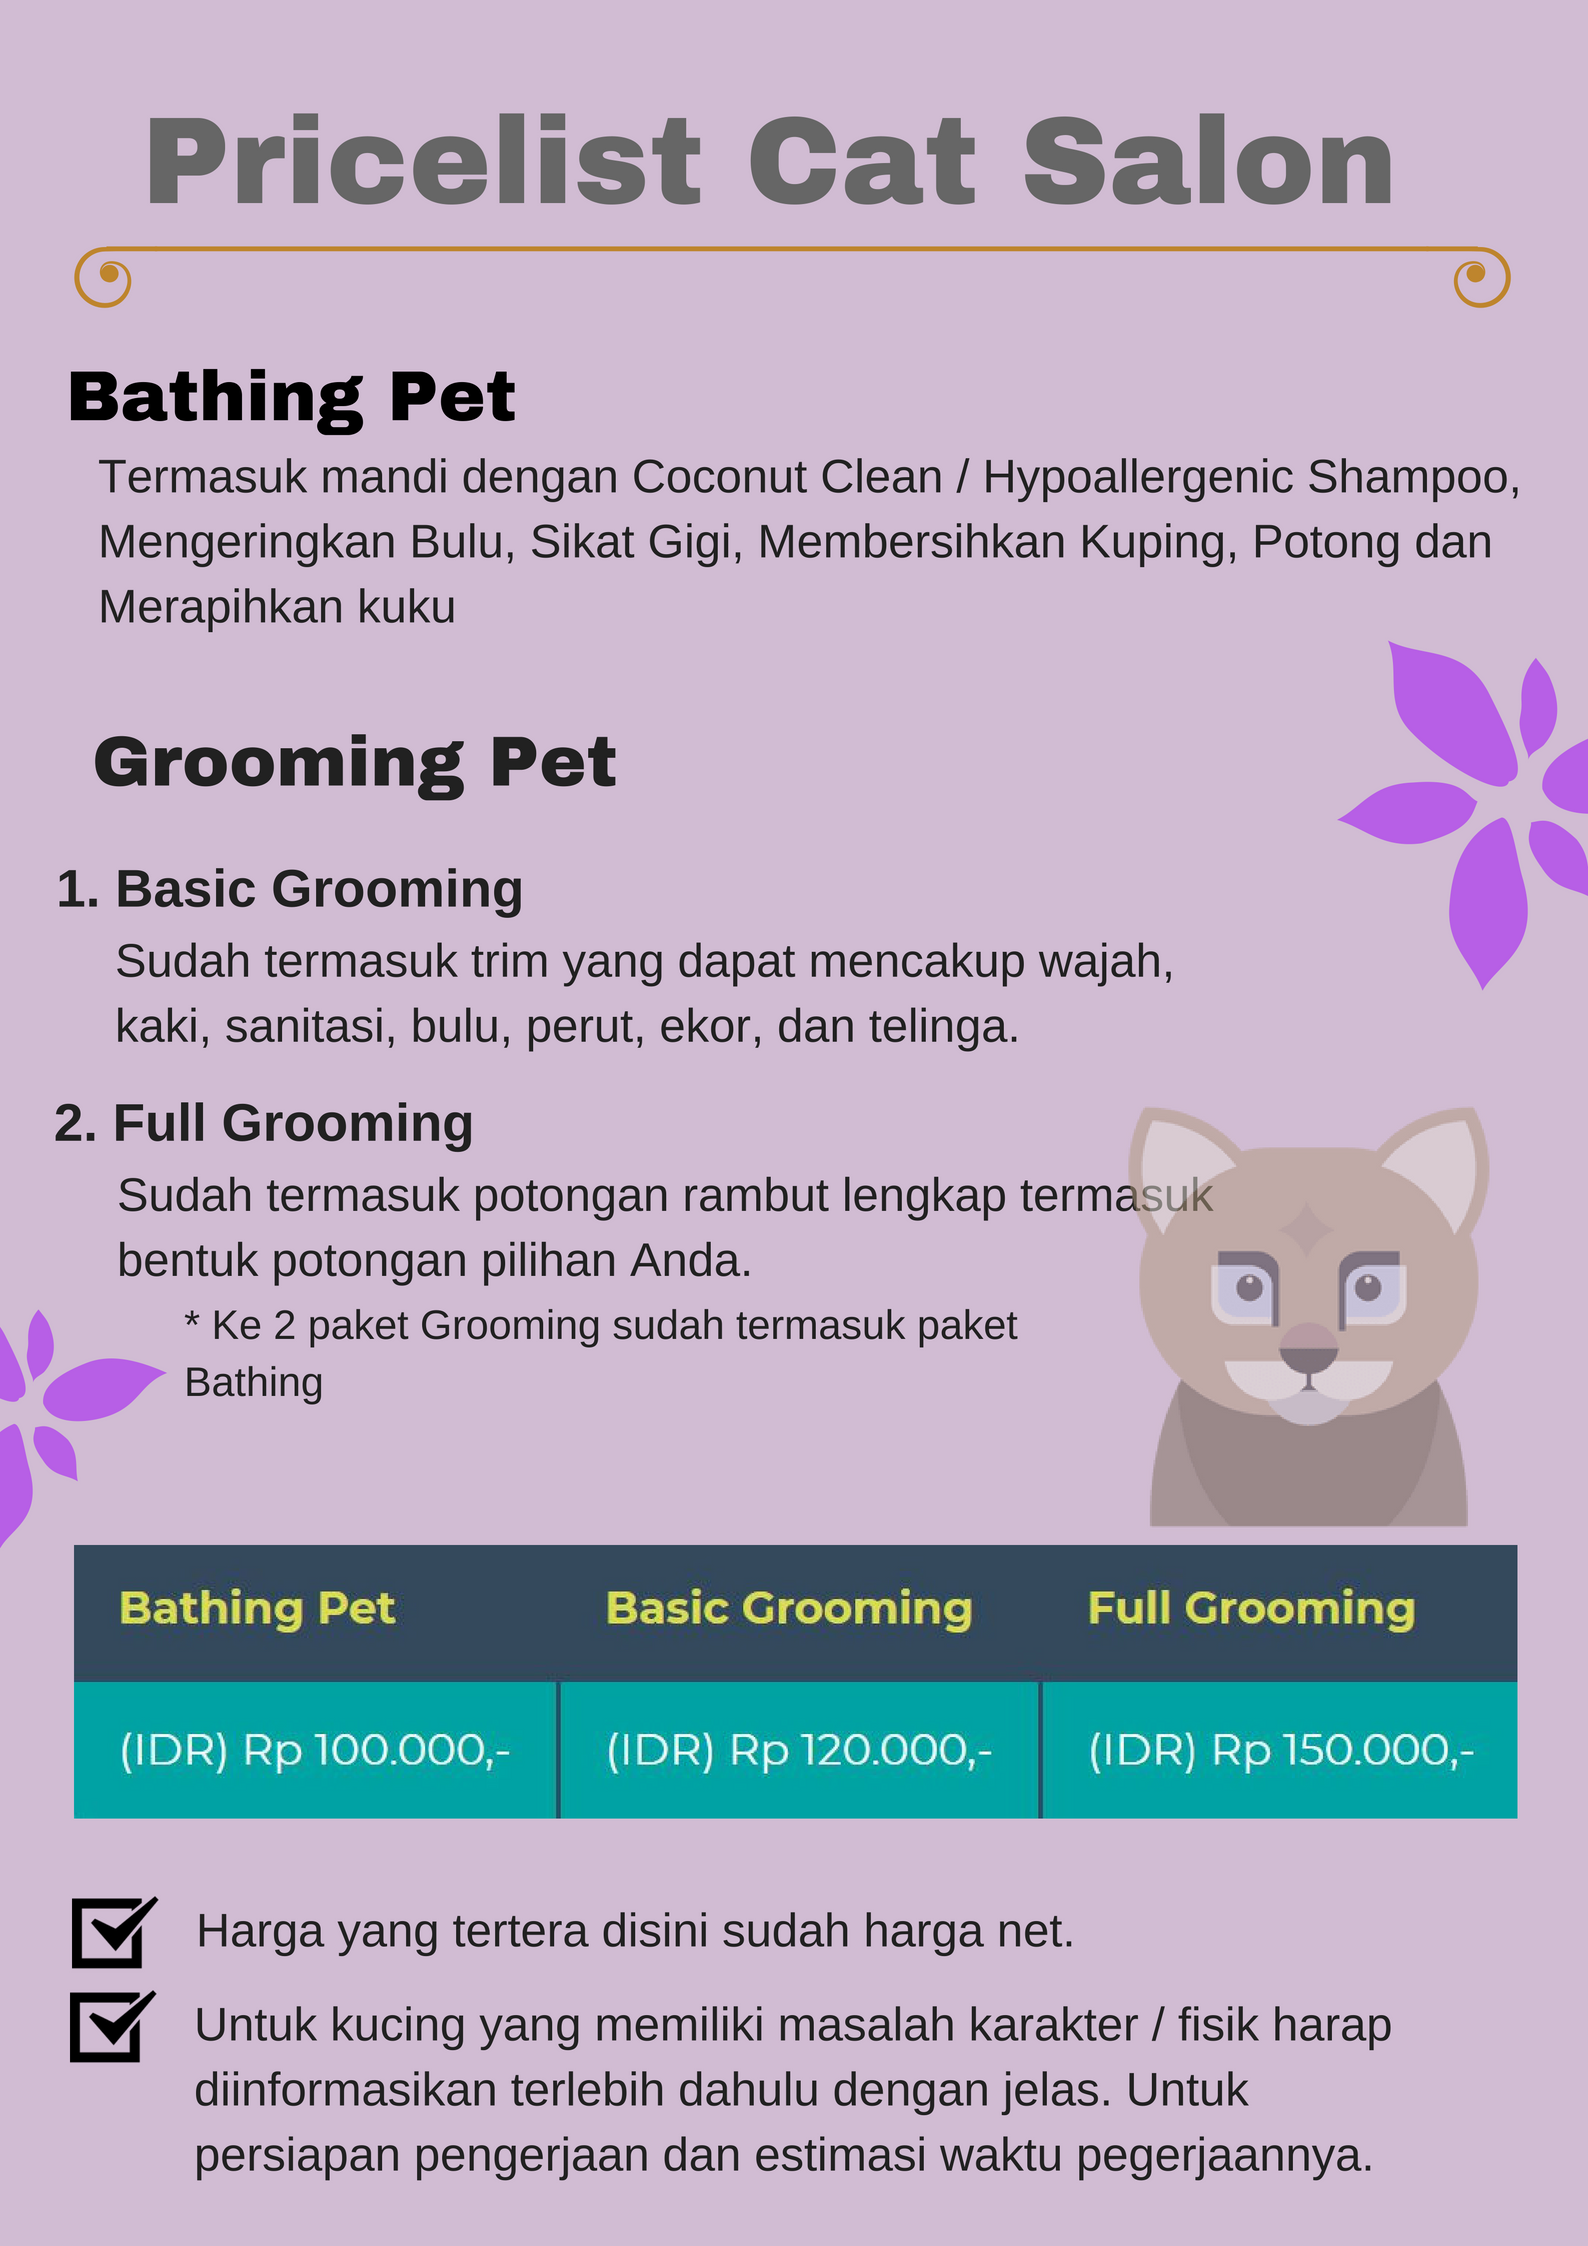 Pricelist Cat Salon
Bathing Pet
Termasuk mandi dengan Coconut Clean / Hypoallergenic Shampoo,
Mengeringkan Bulu, Sikat Gigi, Membersihkan Kuping, Potong dan
Merapihkan kuku
Grooming Pet
1. Basic Grooming
Sudah termasuk trim yang dapat mencakup wajah,
kaki, sanitasi, bulu, perut, ekor, dan telinga.
2. Full Grooming
Sudah termasuk potongan rambut lengkap termasuk
bentuk potongan pilihan Anda.
* Ke 2 paket Grooming sudah termasuk paket
Bathing
Bathing Pet Basic Grooming Full Grooming
(IDR) Rp 100.000,- (IDR) Rp 120.000,- (IDR) Rp 150.000,-
Harga yang tertera disini sudah harga net.
Untuk kucing yang memiliki masalah karakter / fisik harap
diinformasikan terlebih dahulu dengan jelas. Untuk
persiapan pengerjaan dan estimasi waktu pegerjaannya.